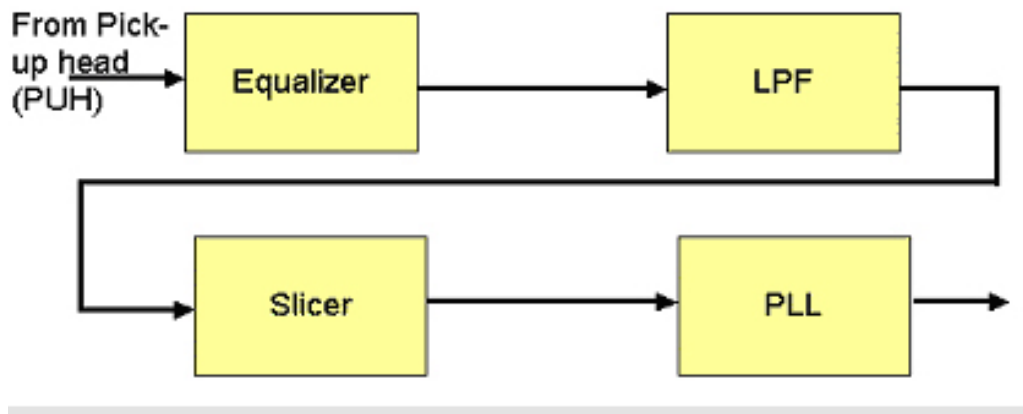 From Pick-
up head
(PUH)
Equalizer
LPF
Slicer
PLL